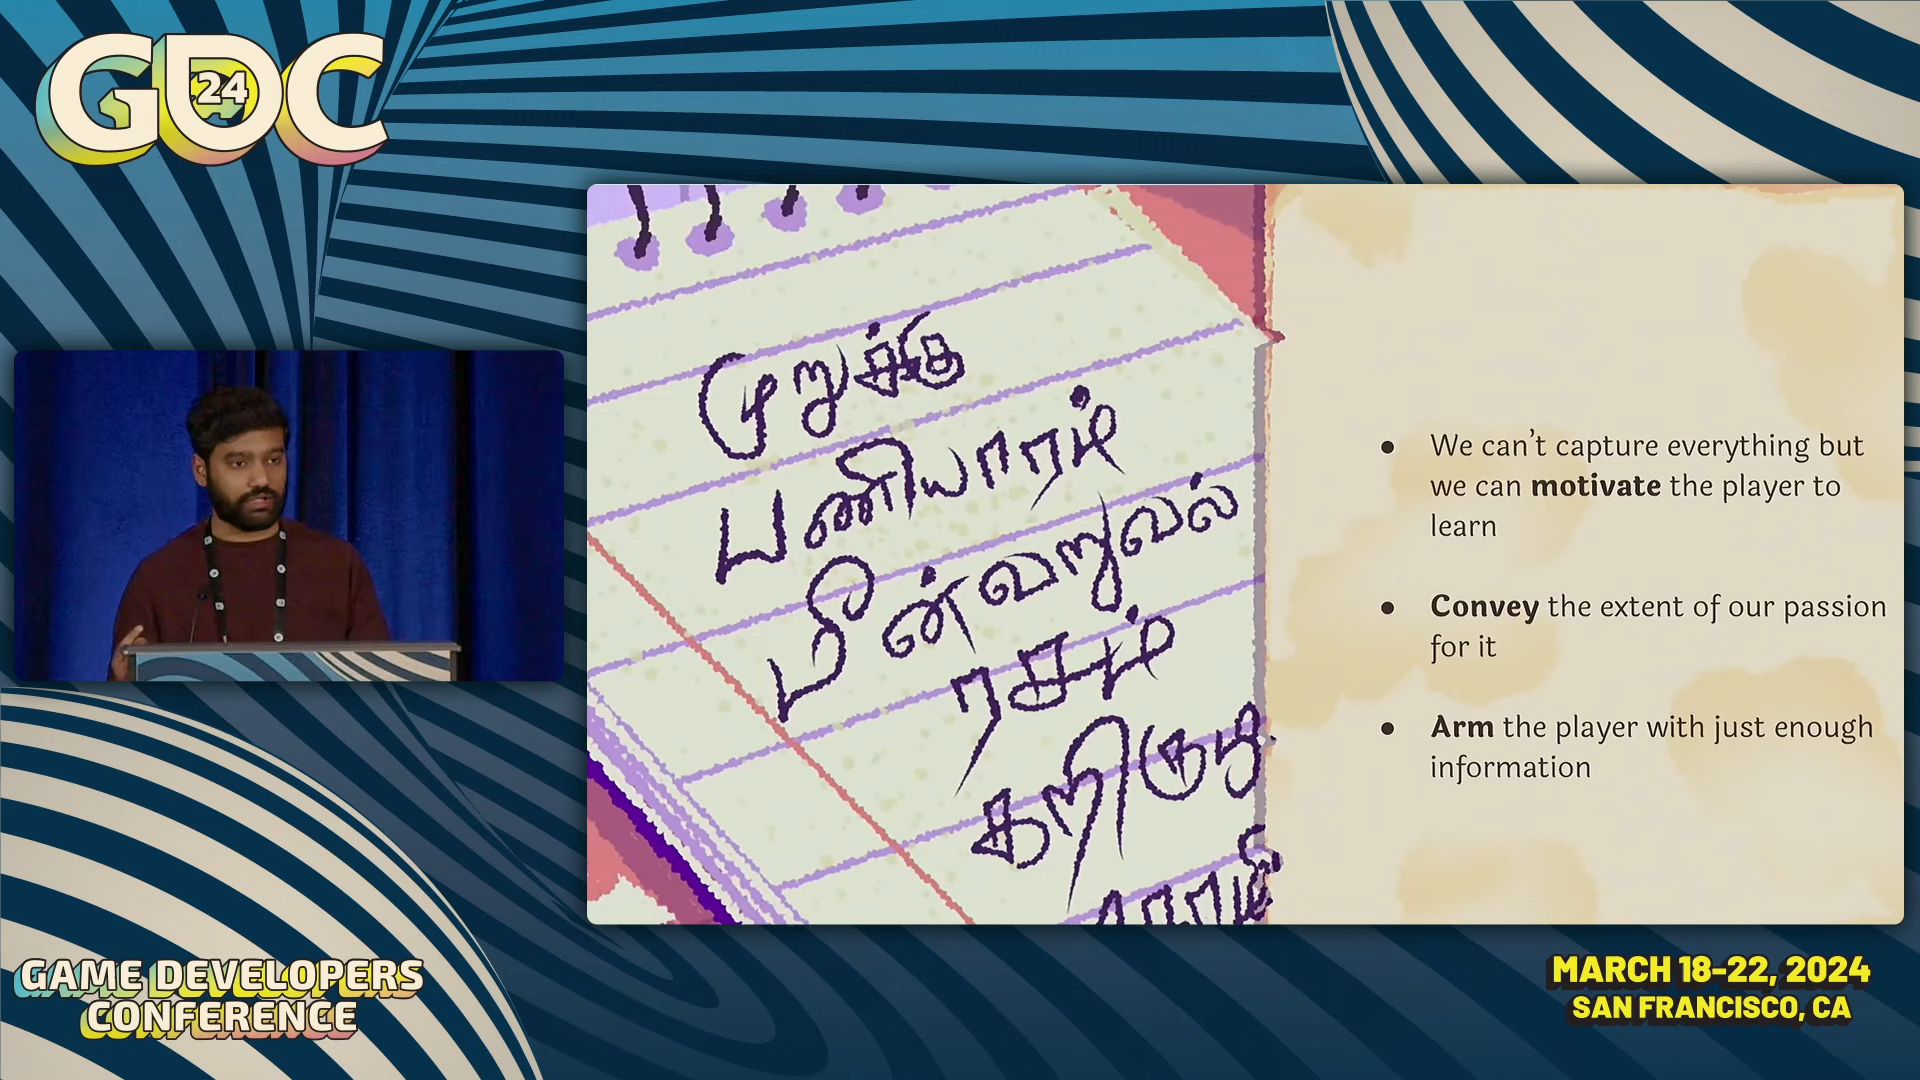 GDC
24
முறுக்கு
பணியாரம்
மீன்வறுவல்
ரசம்
கறிகுழ
We can't capture everything but
we can motivate the player to
learn
Convey the extent of our passion
for it
Arm the player with just enough
information
GAME DEVELOPERS
CONFERENCE
MARCH 18-22, 2024
SAN FRANCISCO, CA